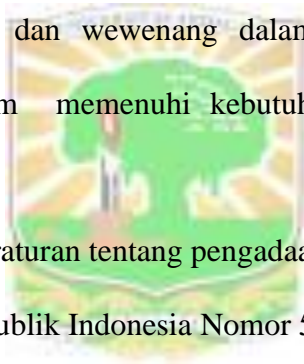 dan wewenang dalam
m memenuhi kebutuh
raturan tentang pengadaa
ublik Indonesia Nomor 5